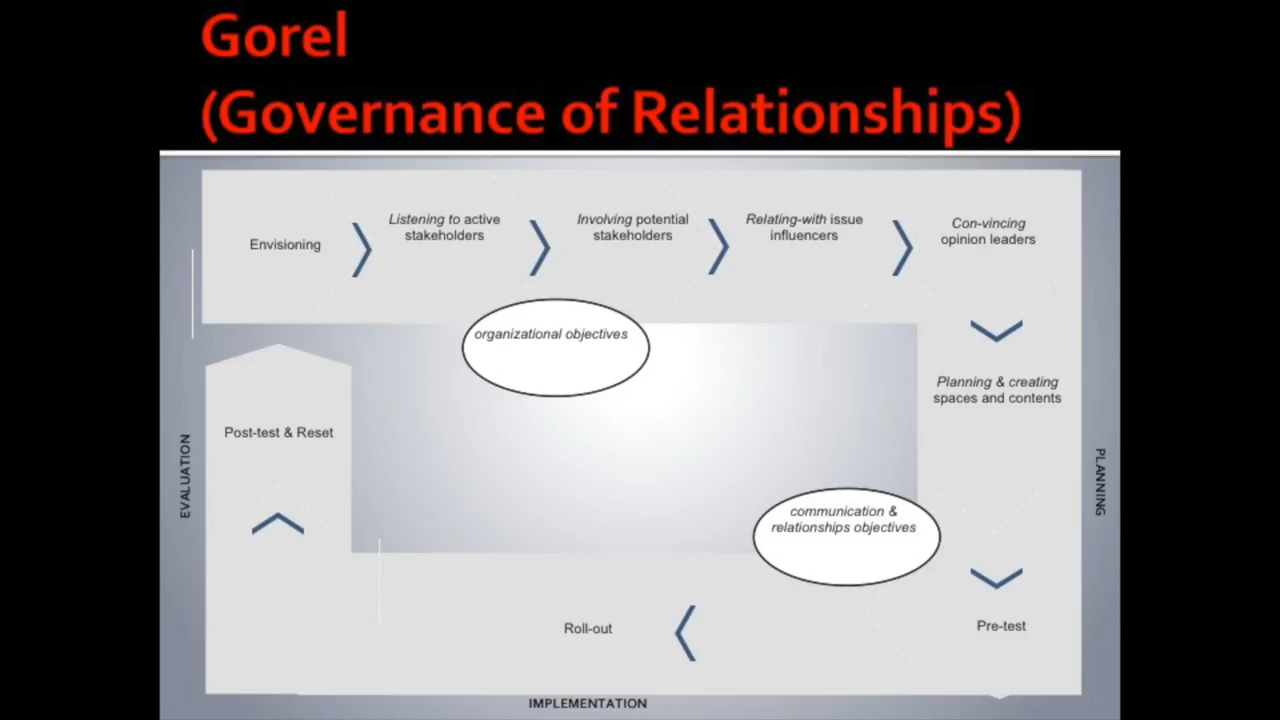 Gorel
(Governance of Relationships)
Envisioning
Listening to active
stakeholders
Involving potential
stakeholders
Relating-with issue
influencers
Con-vincing
opinion leaders
organizational objectives
Planning & creating
spaces and contents
Post-test & Reset
EVALUATION
PLANNING
communication &
relationships objectives
Roll-out
Pre-test
IMPLEMENTATION